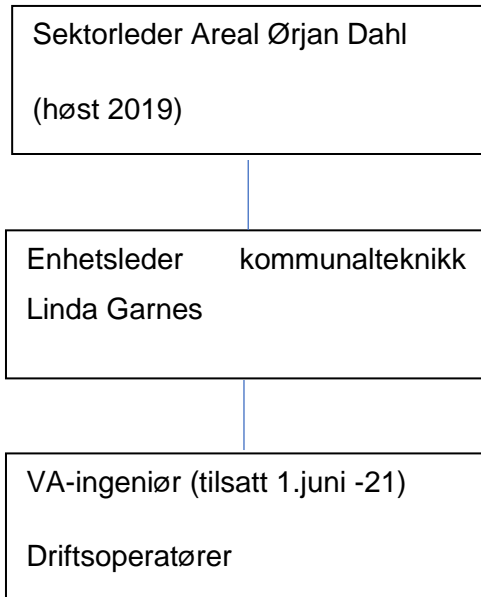 Sektorleder Areal Ørjan Dahl
(høst 2019)
Enhetsleder kommunalteknikk
Linda Garnes
VA-ingeniør (tilsatt 1.juni -21)
Driftsoperatører